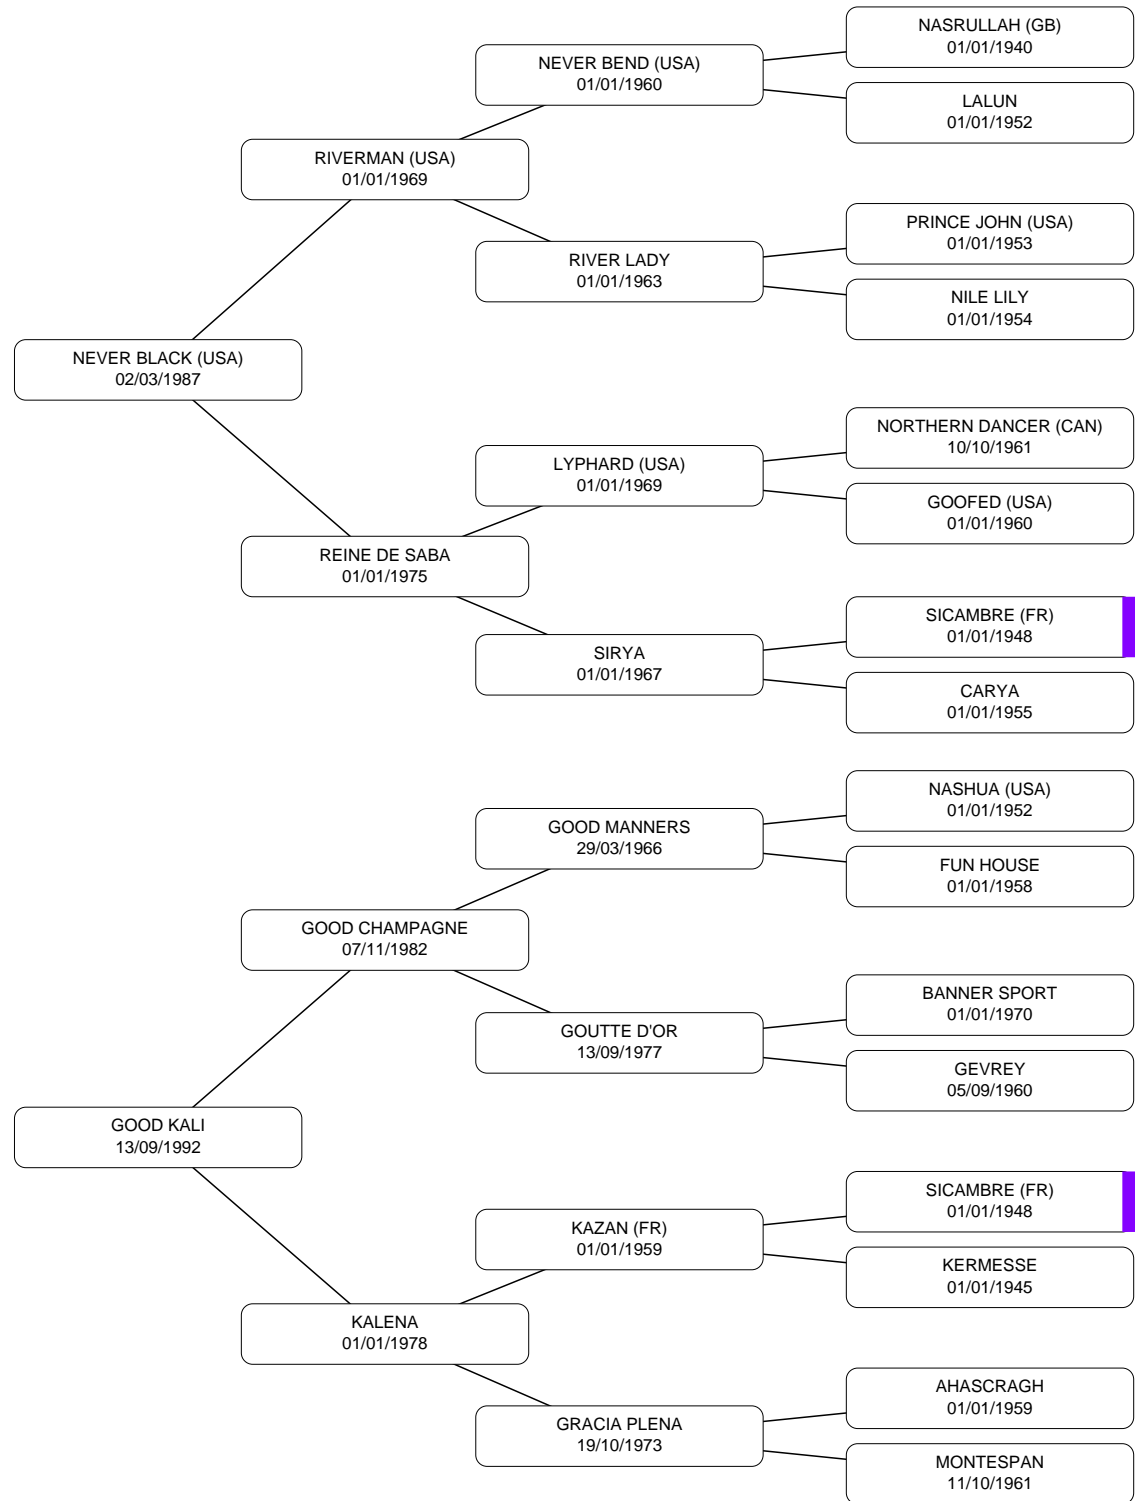 NASRULLAH (GB)
01/01/1940
NEVER BEND (USA)
01/01/1960
LALUN
01/01/1952
RIVERMAN (USA)
01/01/1969
PRINCE JOHN (USA)
01/01/1953
RIVER LADY
01/01/1963
NILE LILY
01/01/1954
NEVER BLACK (USA)
02/03/1987
NORTHERN DANCER (CAN)
10/10/1961
LYPHARD (USA)
01/01/1969
GOOFED (USA)
01/01/1960
REINE DE SABA
01/01/1975
SICAMBRE (FR)
01/01/1948
SIRYA
01/01/1967
CARYA
01/01/1955
NASHUA (USA)
01/01/1952
GOOD MANNERS
29/03/1966
FUN HOUSE
01/01/1958
GOOD CHAMPAGNE
07/11/1982
BANNER SPORT
01/01/1970
GOUTTE D'OR
13/09/1977
GEVREY
05/09/1960
GOOD KALI
13/09/1992
SICAMBRE (FR)
01/01/1948
KAZAN (FR)
01/01/1959
KERMESSE
01/01/1945
KALENA
01/01/1978
AHASCRAGH
01/01/1959
GRACIA PLENA
19/10/1973
MONTESPAN
11/10/1961